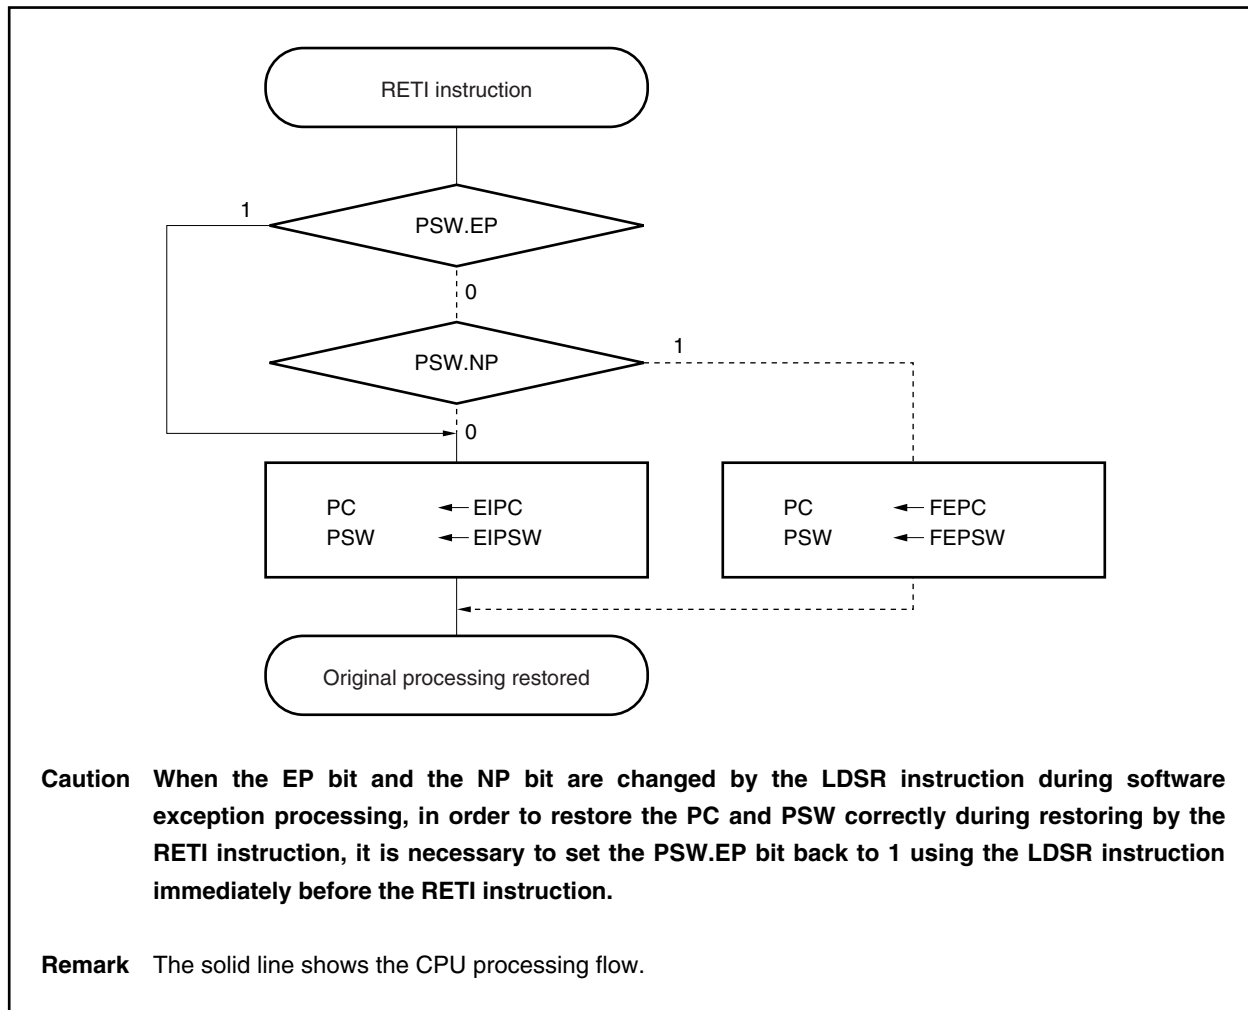 RETI instruction
1
PSW.EP
0
1
PSW.NP
0
PC ← EIPC
PSW ← EIPSW
PC ← FEPC
PSW ← FEPSW
Original processing restored
Caution When the EP bit and the NP bit are changed by the LDSR instruction during software
exception processing, in order to restore the PC and PSW correctly during restoring by the
RETI instruction, it is necessary to set the PSW.EP bit back to 1 using the LDSR instruction
immediately before the RETI instruction.
Remark The solid line shows the CPU processing flow.